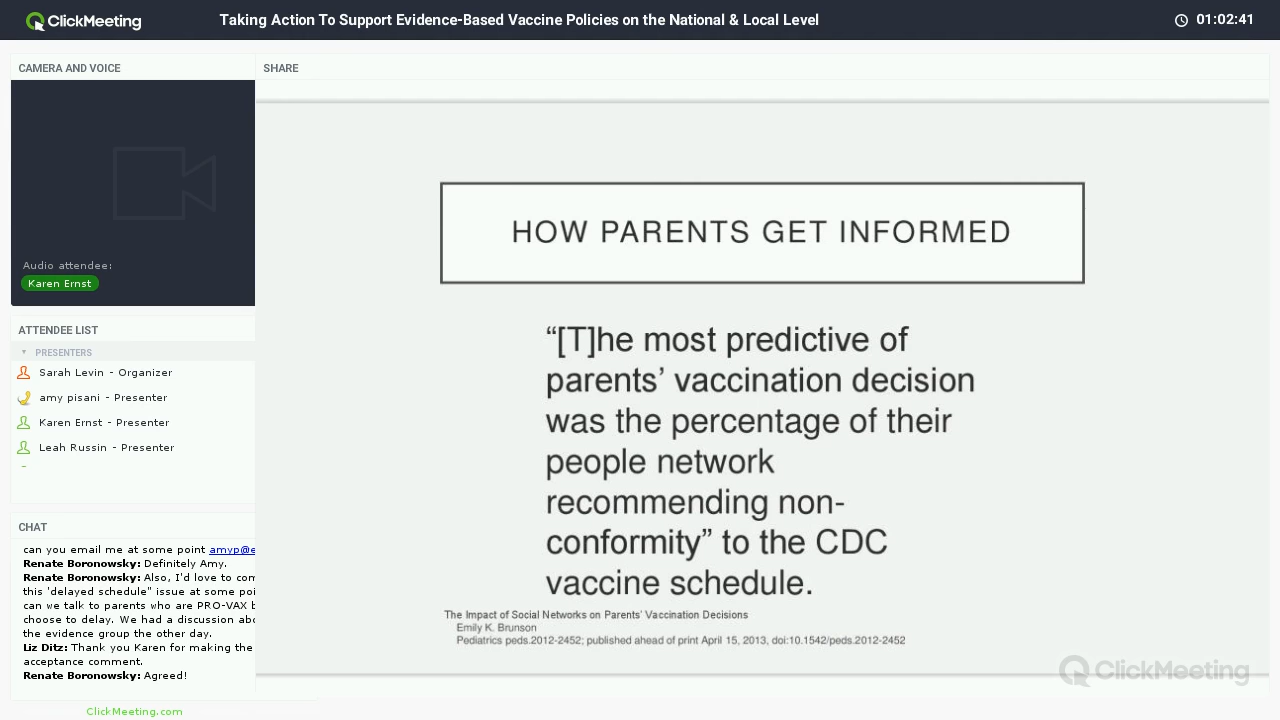 ClickMeeting
Taking Action To Support Evidence-Based Vaccine Policies on the National & Local Level
01:02:41
CAMERA AND VOICE
Audio attendee:
Karen Ernst
ATTENDEE LIST
PRESENTERS
Sarah Levin - Organizer
amy pisani - Presenter
Karen Ernst - Presenter
Leah Russin - Presenter
CHAT
can you email me at some point amyp@e
Renate Boronowsky: Definitely Amy.
Renate Boronowsky: Also, I'd love to com
this 'delayed schedule" issue at some poi
can we talk to parents who are PRO-VAX b
choose to delay. We had a discussion abo
the evidence group the other day.
Liz Ditz: Thank you Karen for making the
acceptance comment.
Renate Boronowsky: Agreed!
ClickMeeting.com
SHARE
HOW PARENTS GET INFORMED
“[T]he most predictive of
parents’ vaccination decision
was the percentage of their
people network
recommending non-
conformity” to the CDC
vaccine schedule.
The Impact of Social Networks on Parents’ Vaccination Decisions
Emily K. Brunson
Pediatrics peds.2012-2452; published ahead of print April 15, 2013, doi:10.1542/peds.2012-2452
ClickMeeting